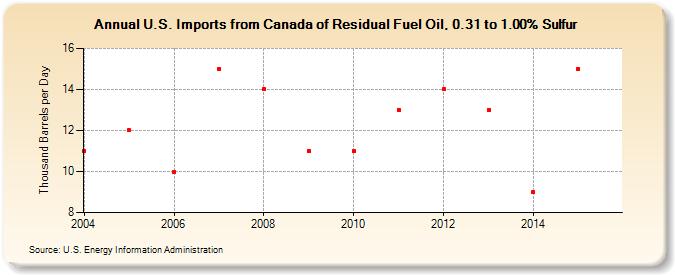 Annual U.S. Imports from Canada of Residual Fuel Oil, 0.31 to 1.00% Sulfur
Thousand Barrels per Day
16
14
12
10
8
2004 2006 2008 2010 2012 2014
Source: U.S. Energy Information Administration